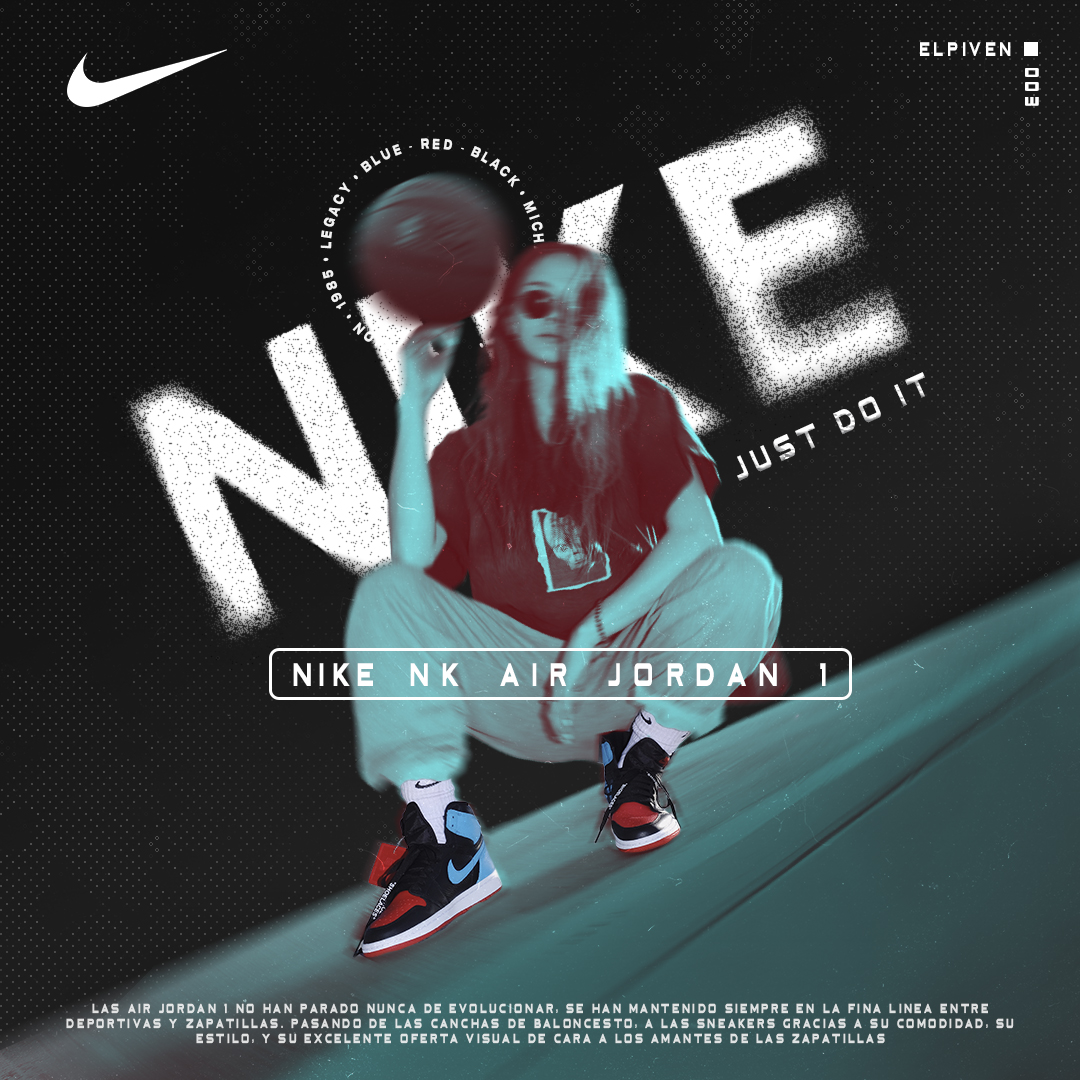 ELPIVEN
003
• 1985 • LEGACY • BLUE - RED - BLACK • MICH
NIKE
JUST DO IT
NIKE NK AIR JORDAN 1
"SHOELACES"
LAS AIR JORDAN 1 NO HAN PARADO NUNCA DE EVOLUCIONAR, SE HAN MANTENIDO SIEMPRE EN LA FINA LINEA ENTRE
DEPORTIVAS Y ZAPATILLAS. PASANDO DE LAS CANCHAS DE BALONCESTO, A LAS SNEAKERS GRACIAS A SU COMODIDAD, SU
ESTILO, Y SU EXCELENTE OFERTA VISUAL DE CARA A LOS AMANTES DE LAS ZAPATILLAS